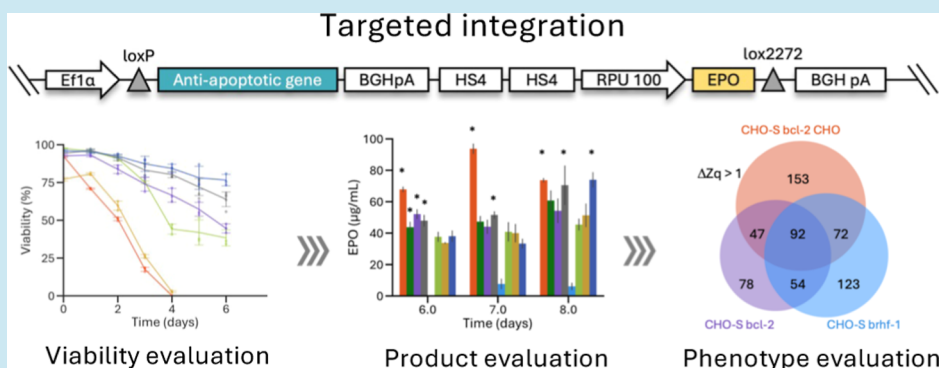 Targeted integration
loxP
lox2272
Ef1α
Anti-apoptotic gene
BGHpA
HS4
HS4
RPU 100
EPO
BGH pA
Viability (%)
100
75
50
25
0
0
2
4
6
Time (days)
Viability evaluation
EPO (µg/mL)
100
80
60
40
20
0
6.0
7.0
8.0
Time (days)
Product evaluation
CHO-S bcl-2 CHO
ΔZq > 1
153
47
92
72
78
54
123
CHO-S bcl-2
CHO-S brhf-1
Phenotype evaluation